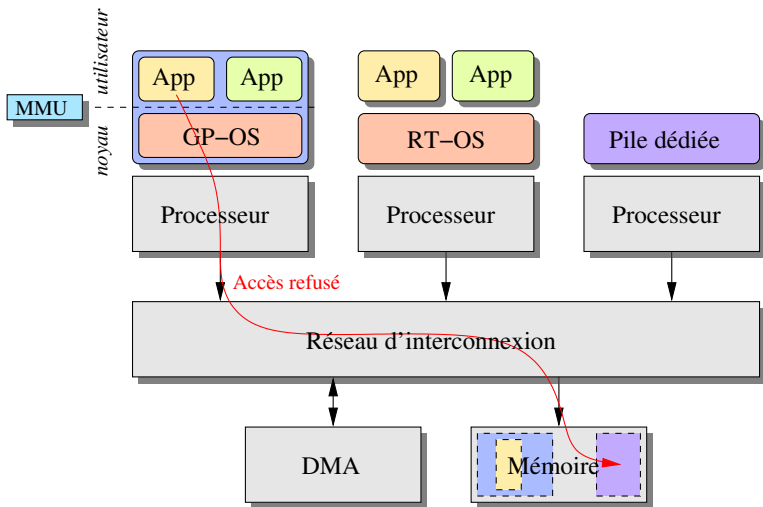 utilisateur
App
App
App
App
MMU
noyau
GP−OS
RT−OS
Pile dédiée
Processeur
Processeur
Processeur
Accès refusé
Réseau d'interconnexion
DMA
Mémoire